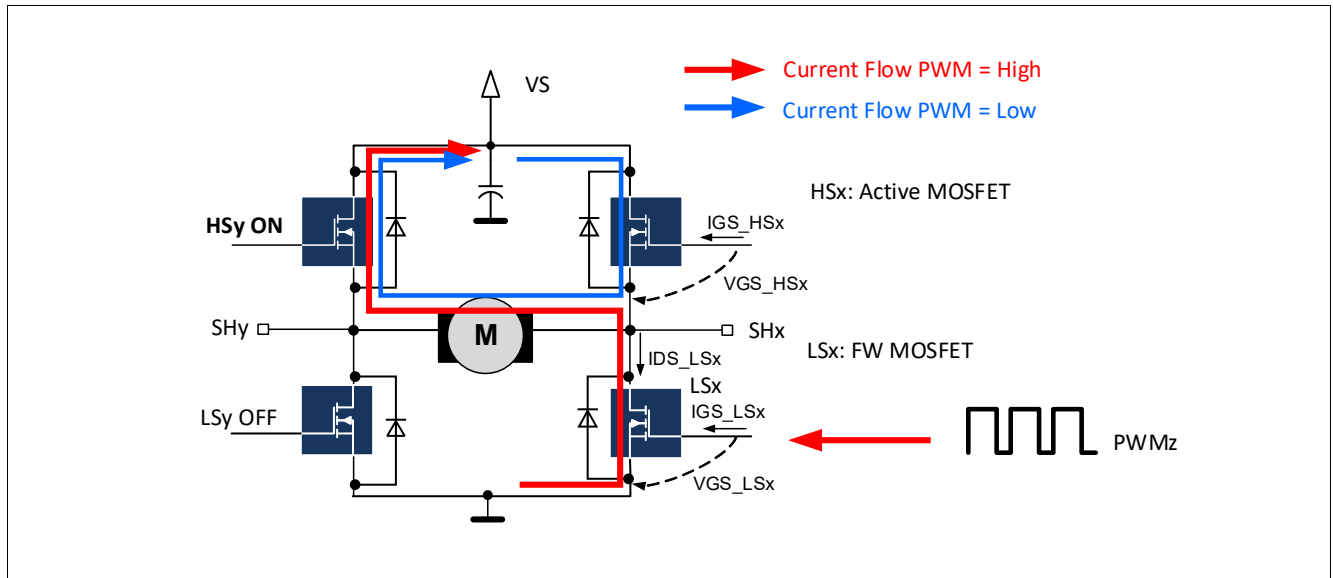 Current Flow PWM = High
VS
Current Flow PWM = Low
HSx: Active MOSFET
HSy ON
IGS_HSx
VGS_HSx
SHy
M
SHx
LSx: FW MOSFET
IDS_LSx
LSx
LSy OFF
IGS_LSx
PWMz
VGS_LSx